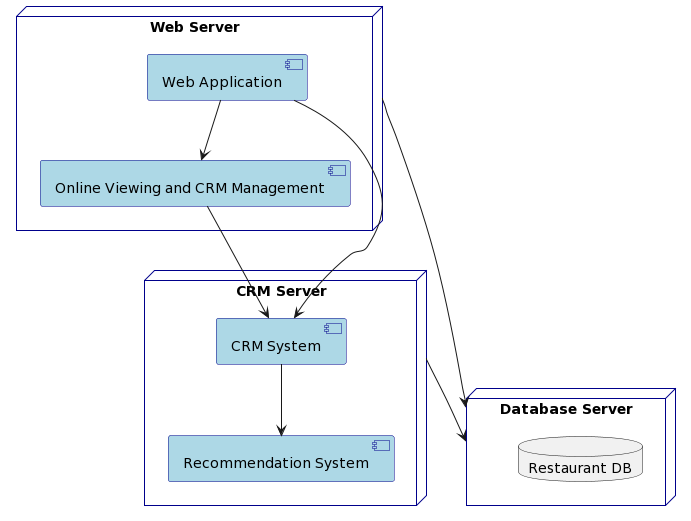 Web Server
Web Application
Online Viewing and CRM Management
CRM Server
CRM System
Database Server
Restaurant DB
Recommendation System